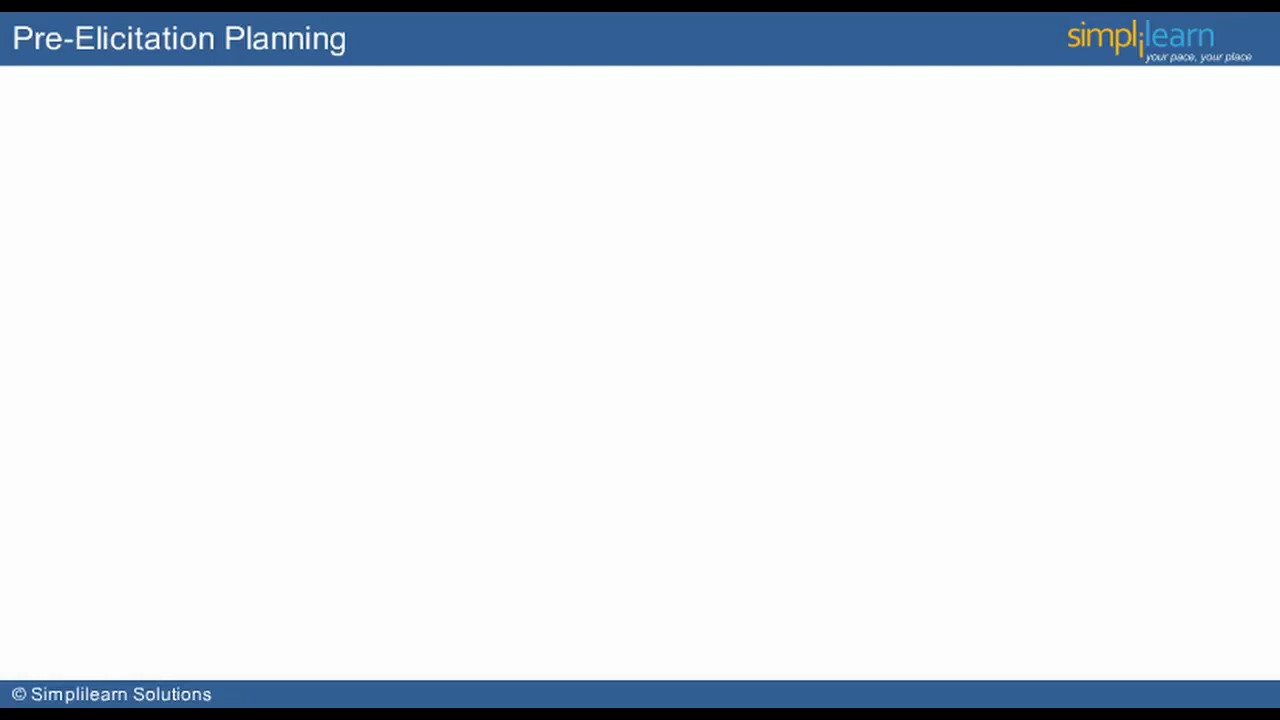 Pre-Elicitation Planning
simplilearn
your pace, your place
© Simplilearn Solutions